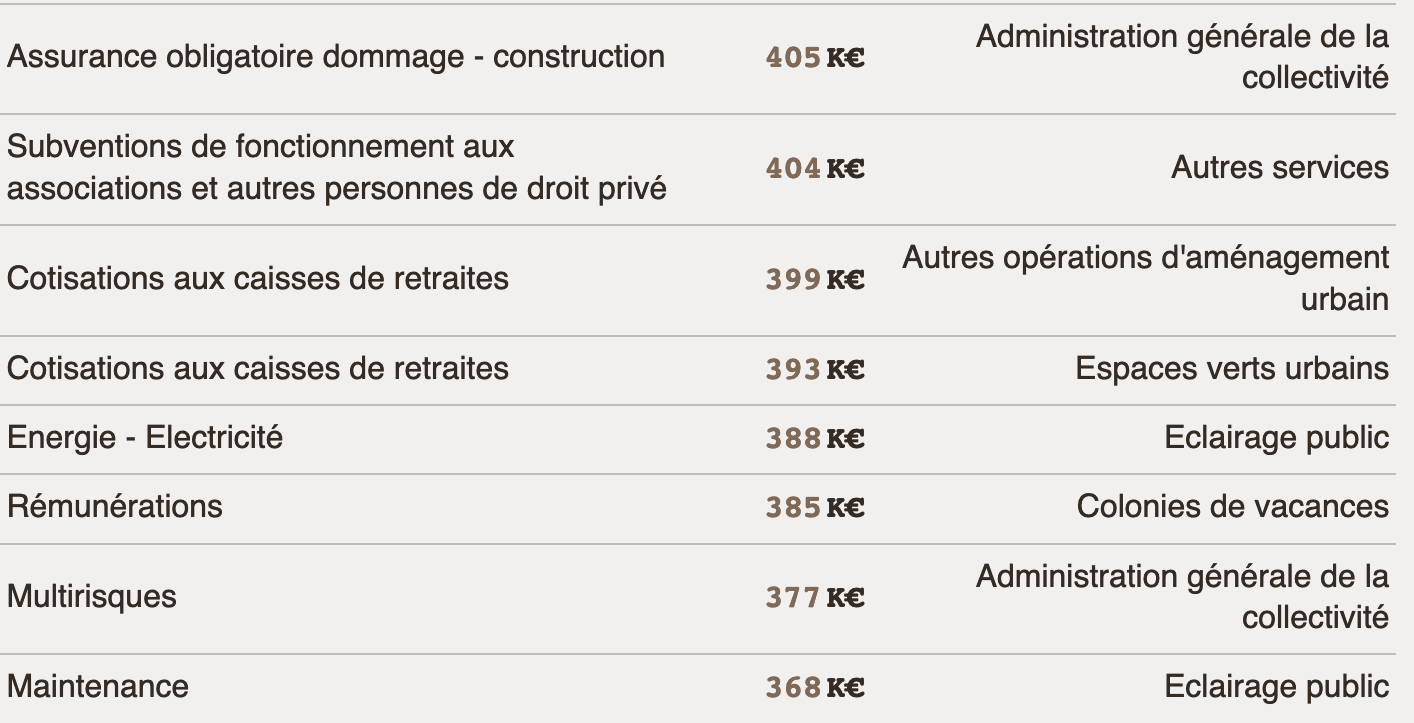 Assurance obligatoire dommage - construction 405 K€ Administration générale de la
collectivité
Subventions de fonctionnement aux
associations et autres personnes de droit privé 404 K€ Autres services
Cotisations aux caisses de retraites 399 K€ Autres opérations d'aménagement
urbain
Cotisations aux caisses de retraites 393 K€ Espaces verts urbains
Energie - Electricité 388 K€ Eclairage public
Rémunérations 385 K€ Colonies de vacances
Multirisques 377 K€ Administration générale de la
collectivité
Maintenance 368 K€ Eclairage public